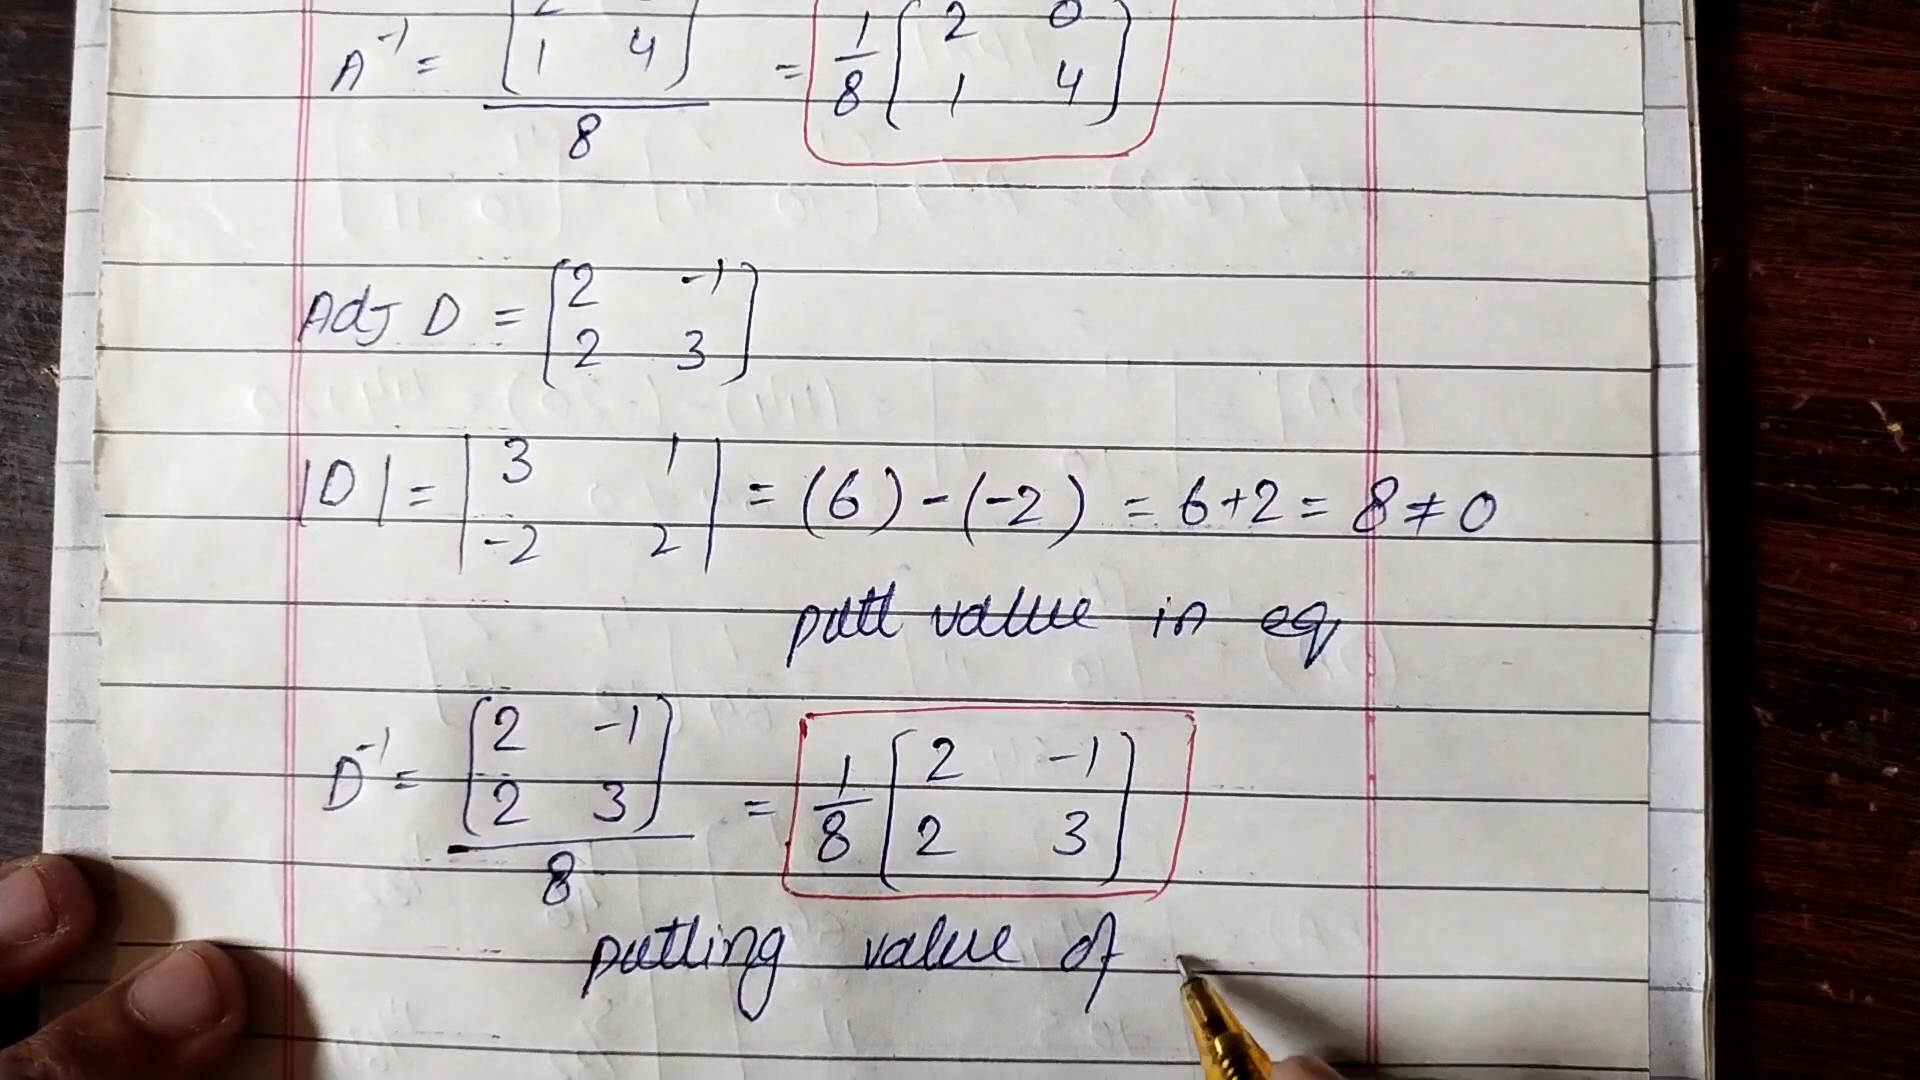 A⁻¹ = [2 0; 1 4] / 8 = 1/8 [2 0; 1 4]
Adj D = [2 -1; 2 3]
|D| = |3 1; -2 2| = (6) - (-2) = 6+2 = 8 ≠ 0
putt value in eq
D⁻¹ = [2 -1; 2 3] / 8 = 1/8 [2 -1; 2 3]
putting value of